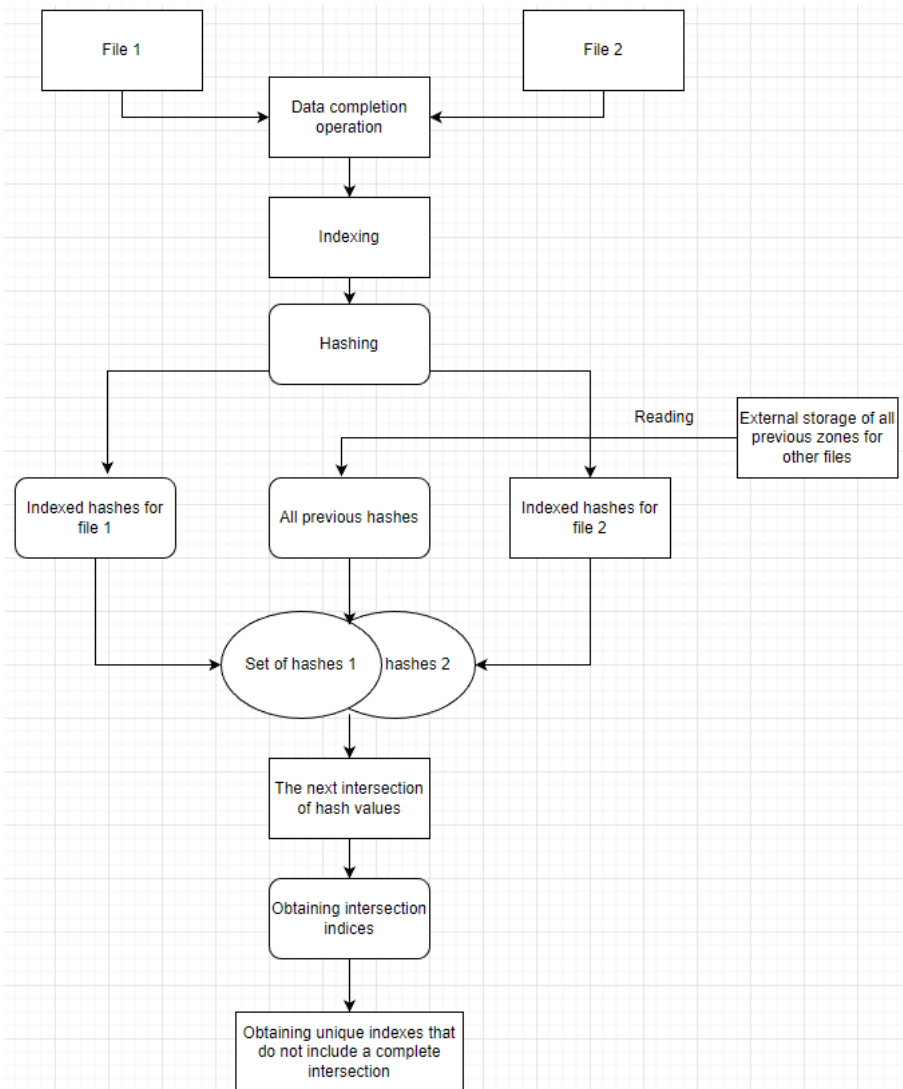 File 1
File 2
Data completion
operation
Indexing
Hashing
Reading
External storage of all
previous zones for
other files
Indexed hashes for
file 1
All previous hashes
Indexed hashes for
file 2
Set of hashes 1
hashes 2
The next intersection
of hash values
Obtaining intersection
indices
Obtaining unique indexes that
do not include a complete
intersection